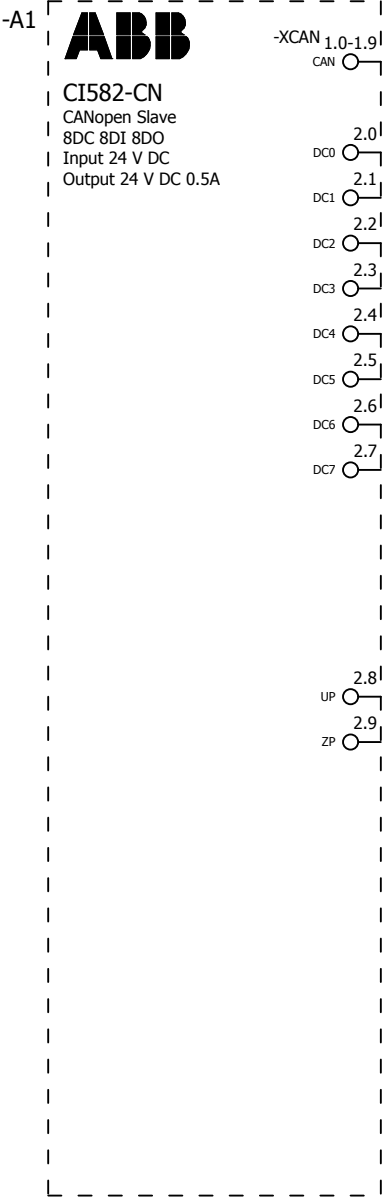 -A1
ABB
CI582-CN
CANopen Slave
8DC 8DI 8DO
Input 24 V DC
Output 24 V DC 0.5A
-XCAN 1.0-1.9
CAN
2.0
DC0
2.1
DC1
2.2
DC2
2.3
DC3
2.4
DC4
2.5
DC5
2.6
DC6
2.7
DC7
2.8
UP
2.9
ZP